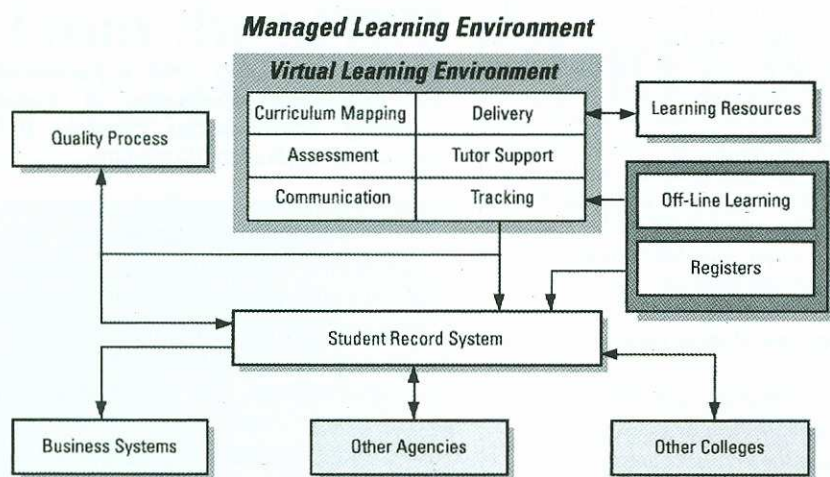 Managed Learning Environment
Virtual Learning Environment
Curriculum Mapping
Delivery
Learning Resources
Quality Process
Assessment
Tutor Support
Communication
Tracking
Off-Line Learning
Registers
Student Record System
Business Systems
Other Agencies
Other Colleges